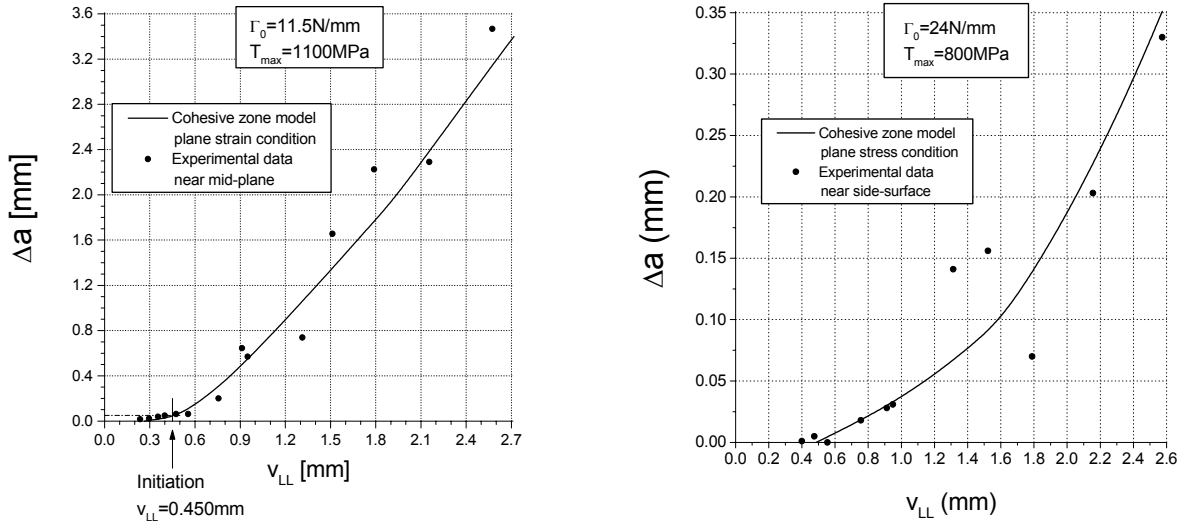 Γ₀=11.5N/mm
Tmax=1100MPa
Cohesive zone model
plane strain condition
Experimental data
near mid-plane
3.6
3.2
2.8
2.4
2.0
1.6
1.2
0.8
0.4
0.0
Δa [mm]
0.0 0.3 0.6 0.9 1.2 1.5 1.8 2.1 2.4 2.7
vLL [mm]
Initiation
vLL=0.450mm
Γ₀=24N/mm
Tmax=800MPa
Cohesive zone model
plane stress condition
Experimental data
near side-surface
0.35
0.30
0.25
0.20
0.15
0.10
0.05
0.00
Δa (mm)
0.0 0.2 0.4 0.6 0.8 1.0 1.2 1.4 1.6 1.8 2.0 2.2 2.4 2.6
vLL (mm)